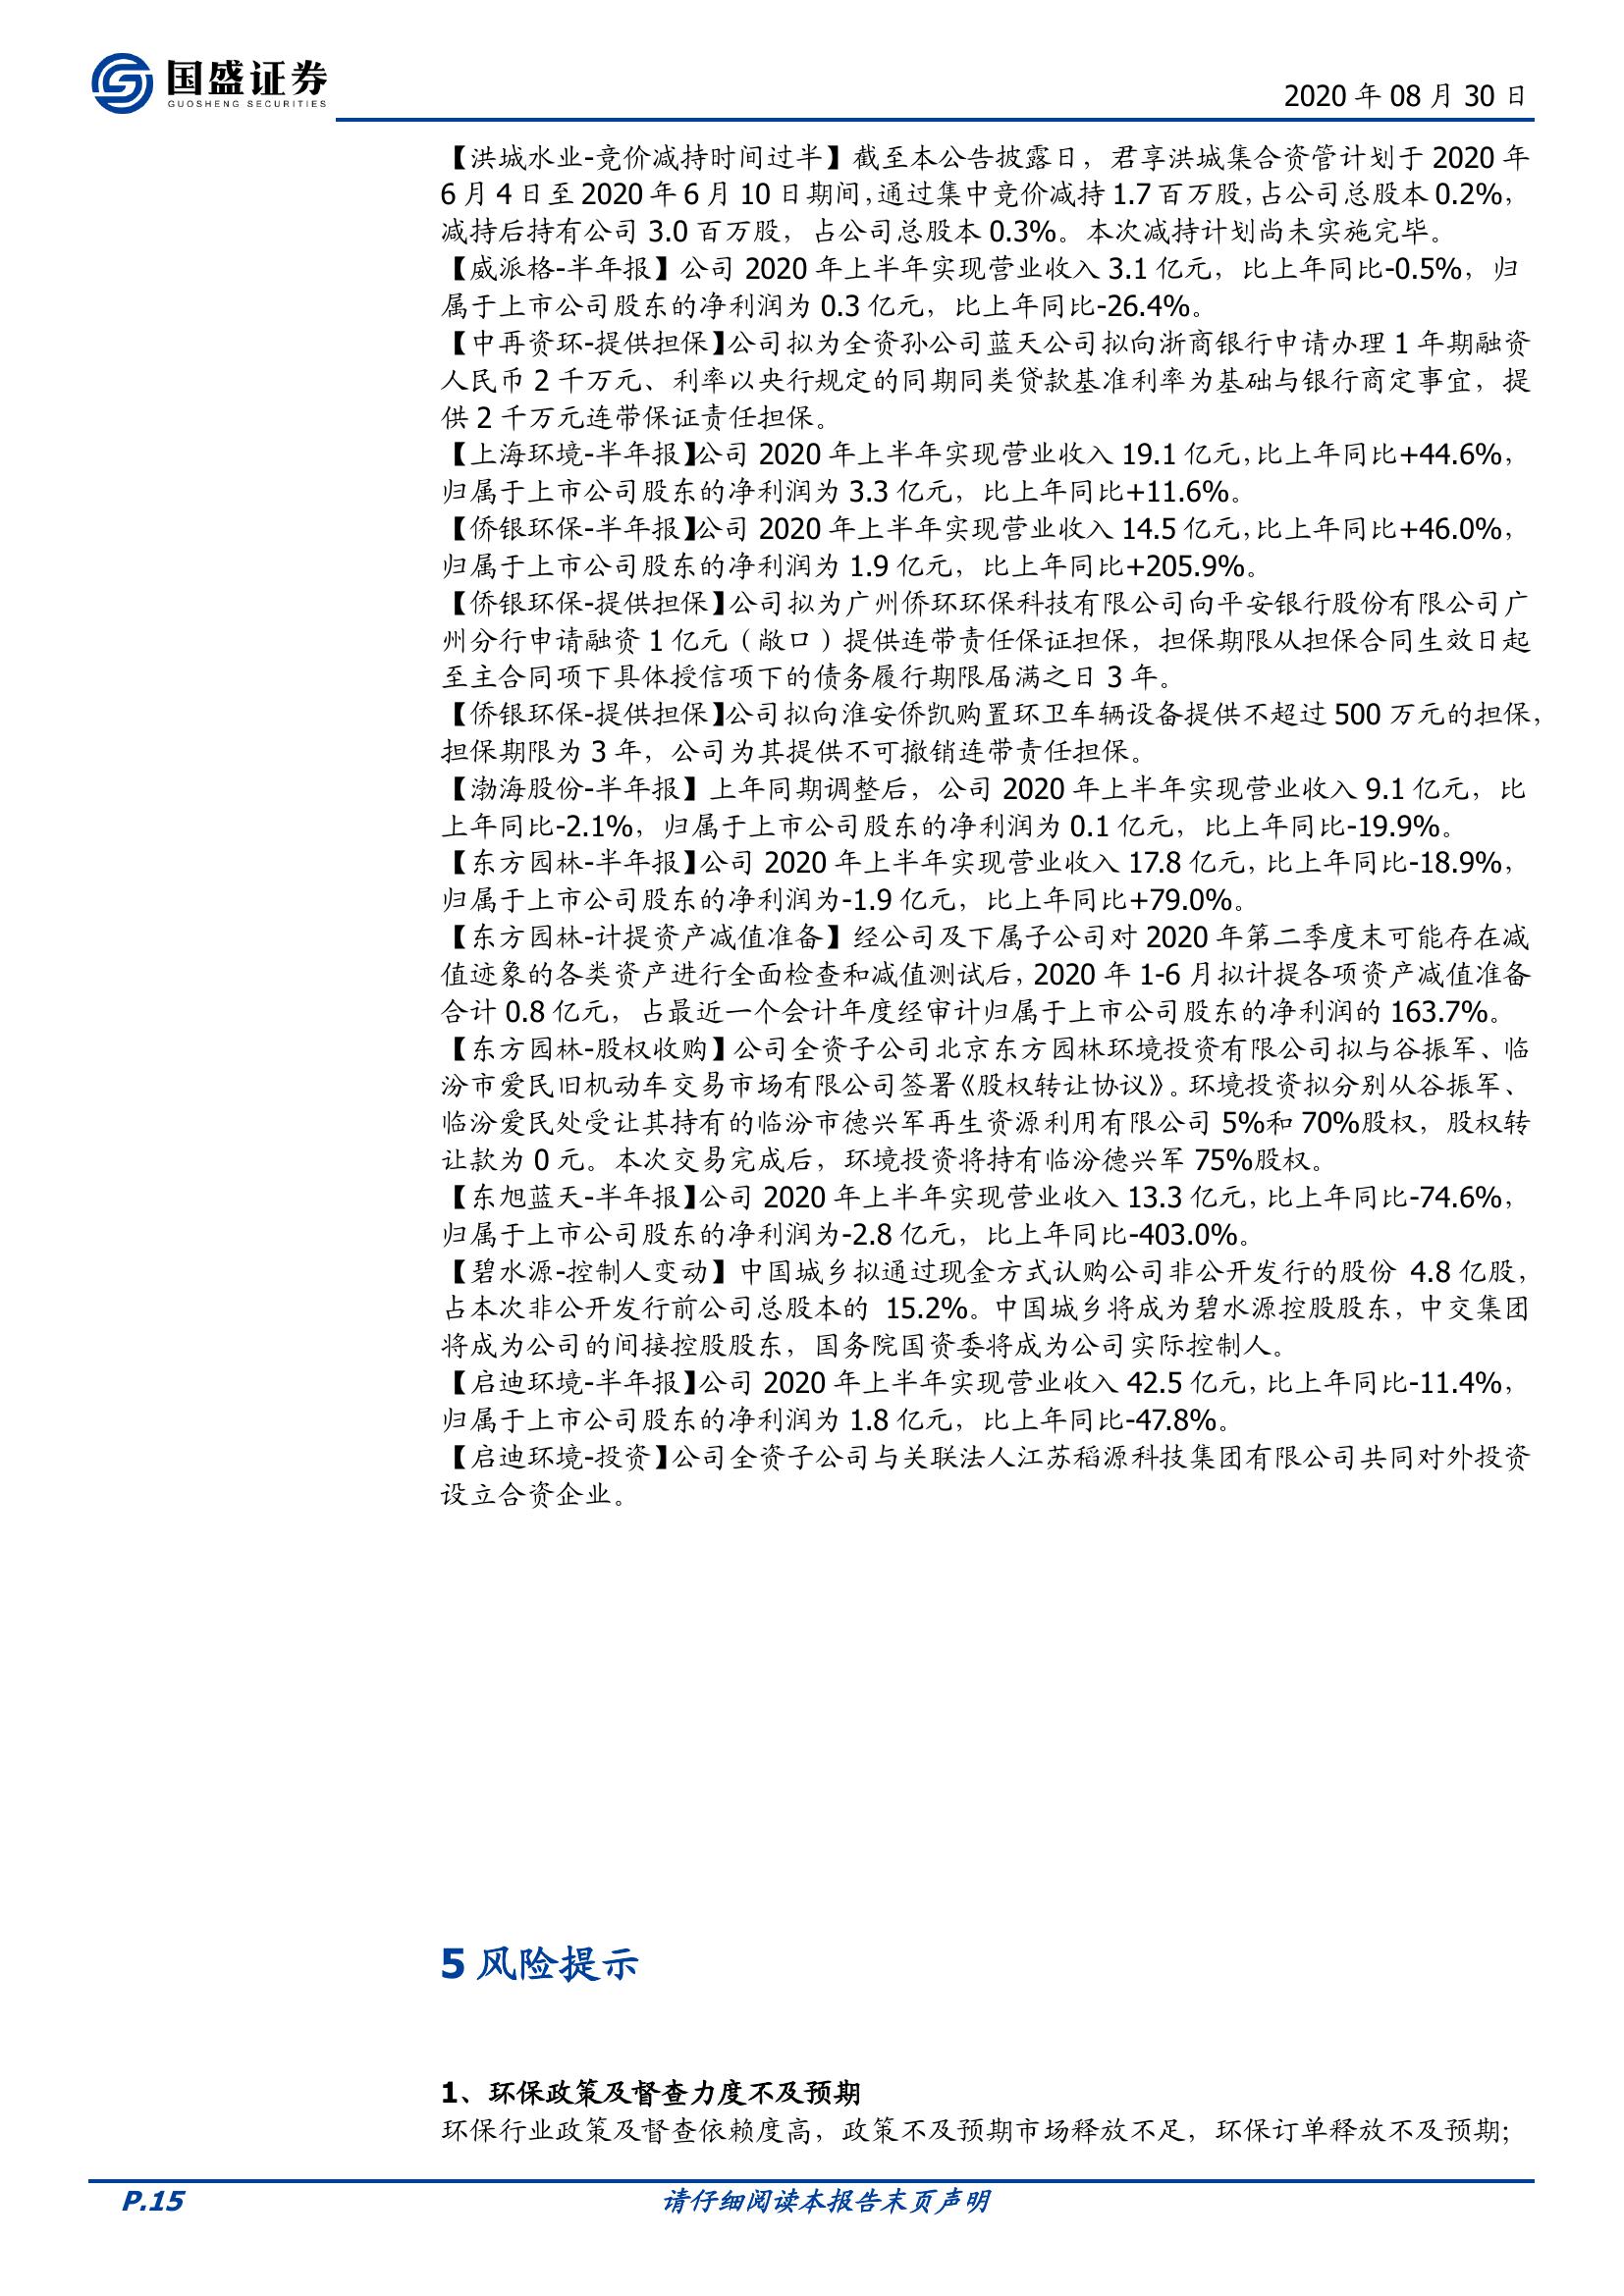 国盛证券
GUOSHENG SECURITIES
2020 年 08 月 30 日
【洪城水业-竞价减持时间过半】截至本公告披露日，君享洪城集合资管计划于 2020 年
6 月 4 日至 2020 年 6 月 10 日期间，通过集中竞价减持 1.7 百万股，占公司总股本 0.2%，
减持后持有公司 3.0 百万股，占公司总股本 0.3%。本次减持计划尚未实施完毕。
【威派格-半年报】公司 2020 年上半年实现营业收入 3.1 亿元，比上年同比-0.5%，归
属于上市公司股东的净利润为 0.3 亿元，比上年同比-26.4%。
【中再资环-提供担保】公司拟为全资孙公司蓝天公司拟向浙商银行申请办理 1 年期融资
人民币 2 千万元、利率以央行规定的同期同类贷款基准利率为基础与银行商定事宜，提
供 2 千万元连带保证责任担保。
【上海环境-半年报】公司 2020 年上半年实现营业收入 19.1 亿元，比上年同比+44.6%，
归属于上市公司股东的净利润为 3.3 亿元，比上年同比+11.6%。
【侨银环保-半年报】公司 2020 年上半年实现营业收入 14.5 亿元，比上年同比+46.0%，
归属于上市公司股东的净利润为 1.9 亿元，比上年同比+205.9%。
【侨银环保-提供担保】公司拟为广州侨环环保科技有限公司向平安银行股份有限公司广
州分行申请融资 1 亿元（敞口）提供连带责任保证担保，担保期限从担保合同生效日起
至主合同项下具体授信项下的债务履行期限届满之日 3 年。
【侨银环保-提供担保】公司拟向淮安侨凯购置环卫车辆设备提供不超过 500 万元的担保，
担保期限为 3 年，公司为其提供不可撤销连带责任担保。
【渤海股份-半年报】上年同期调整后，公司 2020 年上半年实现营业收入 9.1 亿元，比
上年同比-2.1%，归属于上市公司股东的净利润为 0.1 亿元，比上年同比-19.9%。
【东方园林-半年报】公司 2020 年上半年实现营业收入 17.8 亿元，比上年同比-18.9%，
归属于上市公司股东的净利润为-1.9 亿元，比上年同比+79.0%。
【东方园林-计提资产减值准备】经公司及下属子公司对 2020 年第二季度末可能存在减
值迹象的各类资产进行全面检查和减值测试后，2020 年 1-6 月拟计提各项资产减值准备
合计 0.8 亿元，占最近一个会计年度经审计归属于上市公司股东的净利润的 163.7%。
【东方园林-股权收购】公司全资子公司北京东方园林环境投资有限公司拟与谷振军、临
汾市爱民旧机动车交易市场有限公司签署《股权转让协议》。环境投资拟分别从谷振军、
临汾爱民处受让其持有的临汾市德兴军再生资源利用有限公司 5%和 70%股权，股权转
让款为 0 元。本次交易完成后，环境投资将持有临汾德兴军 75%股权。
【东旭蓝天-半年报】公司 2020 年上半年实现营业收入 13.3 亿元，比上年同比-74.6%，
归属于上市公司股东的净利润为-2.8 亿元，比上年同比-403.0%。
【碧水源-控制人变动】中国城乡拟通过现金方式认购公司非公开发行的股份 4.8 亿股，
占本次非公开发行前公司总股本的 15.2%。中国城乡将成为碧水源控股股东，中交集团
将成为公司的间接控股股东，国务院国资委将成为公司实际控制人。
【启迪环境-半年报】公司 2020 年上半年实现营业收入 42.5 亿元，比上年同比-11.4%，
归属于上市公司股东的净利润为 1.8 亿元，比上年同比-47.8%。
【启迪环境-投资】公司全资子公司与关联法人江苏稻源科技集团有限公司共同对外投资
设立合资企业。
5 风险提示
1、环保政策及督查力度不及预期
环保行业政策及督查依赖度高，政策不及预期市场释放不足，环保订单释放不及预期；
P.15
请仔细阅读本报告末页声明